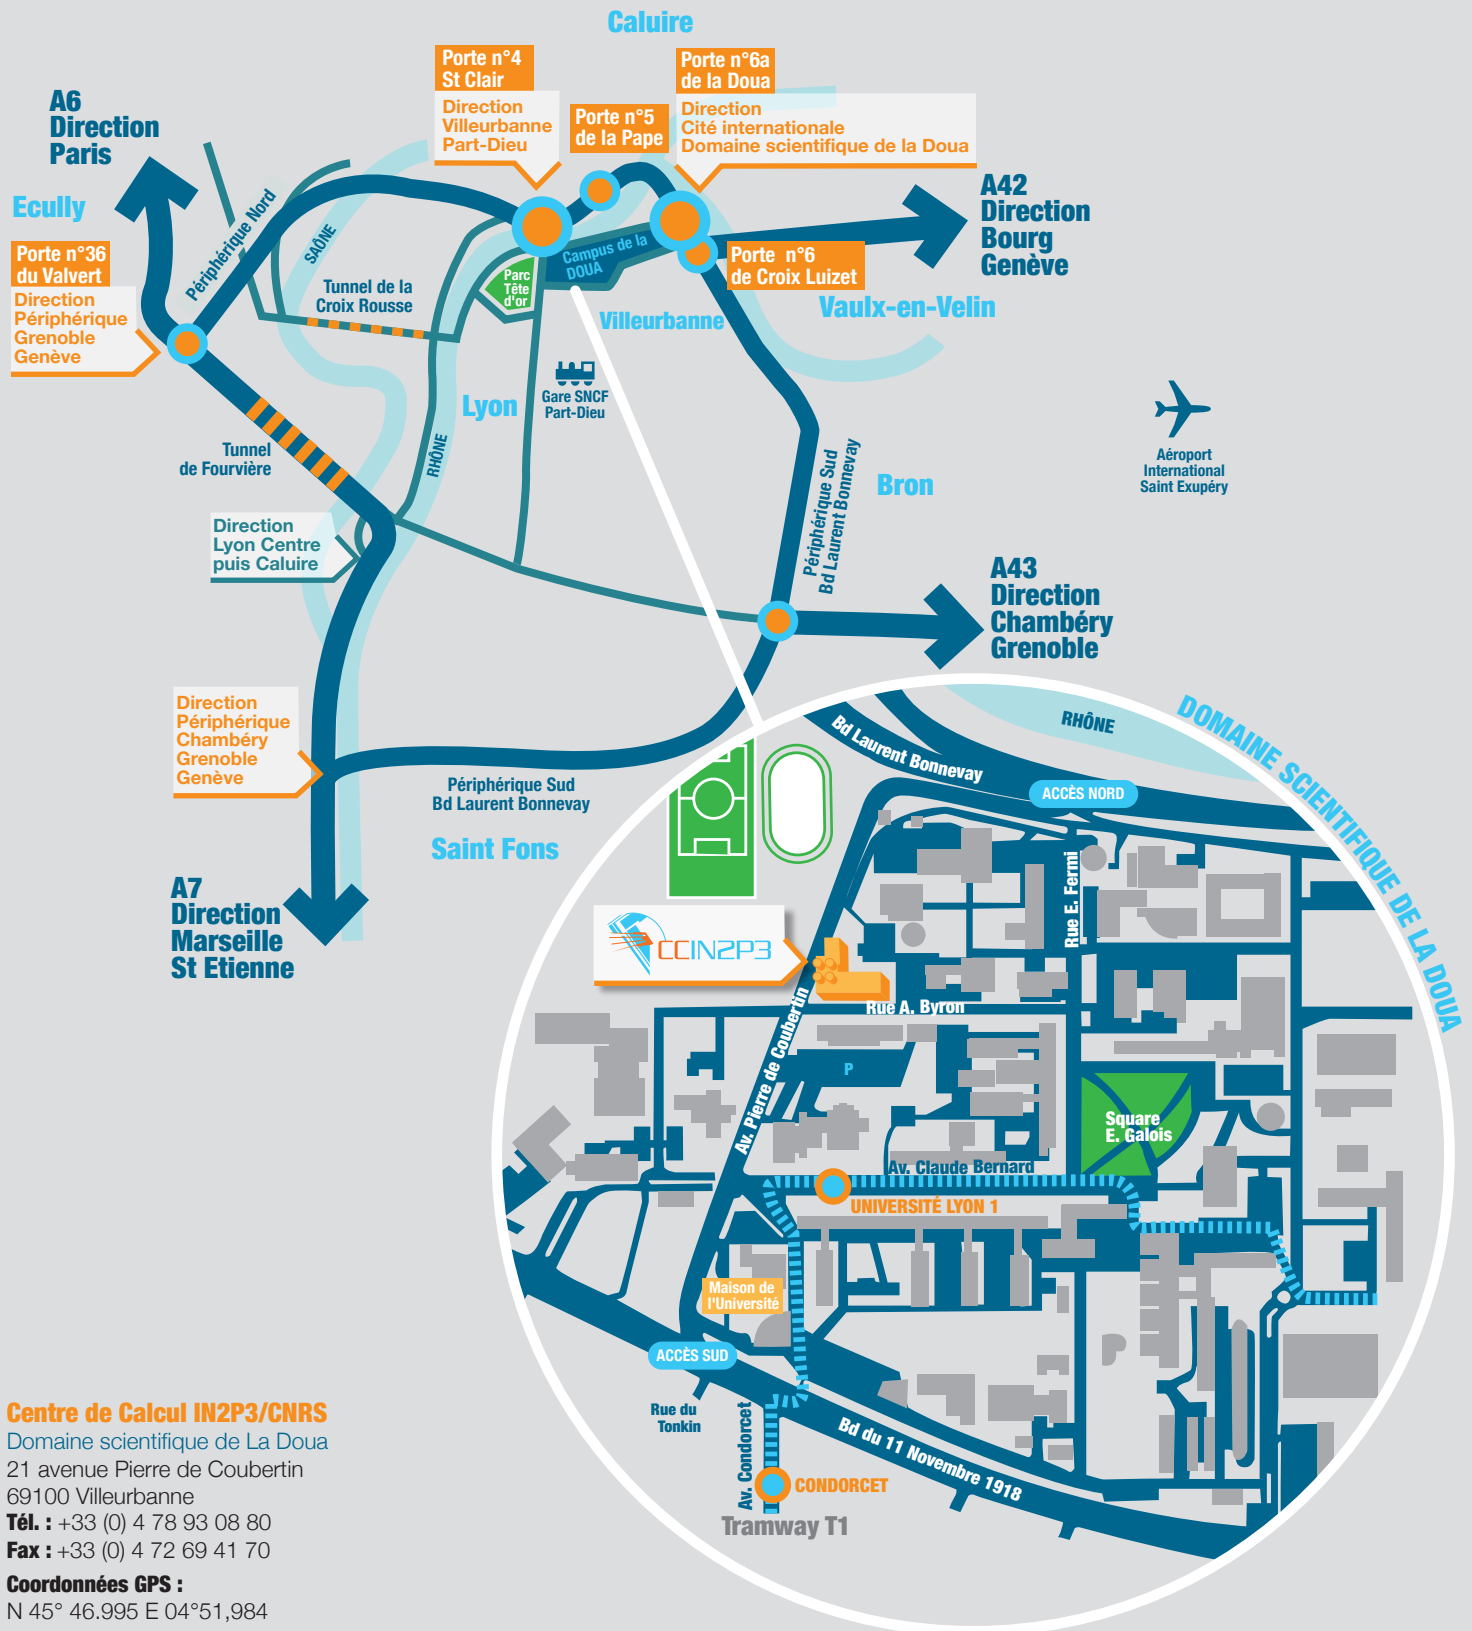 Caluire
Porte n°4
St Clair
Direction
Villeurbanne
Part-Dieu
Porte n°5
de la Pape
Porte n°6a
de la Doua
Direction
Cité internationale
Domaine scientifique de la Doua
A6
Direction
Paris
Ecully
Porte n°36
du Valvert
Direction
Périphérique
Grenoble
Genève
Périphérique Nord
SAÔNE
Tunnel de la
Croix Rousse
Parc
Tête
d'or
Campus de la
DOUA
A42
Direction
Bourg
Genève
Porte n°6
de Croix Luizet
Vaulx-en-Velin
Villeurbanne
Gare SNCF
Part-Dieu
Lyon
RHÔNE
Tunnel
de Fourvière
Direction
Lyon Centre
puis Caluire
Périphérique Sud
Bd Laurent Bonnevay
Bron
Aéroport
International
Saint Exupéry
A43
Direction
Chambéry
Grenoble
Direction
Périphérique
Chambéry
Grenoble
Genève
Périphérique Sud
Bd Laurent Bonnevay
Saint Fons
A7
Direction
Marseille
St Etienne
DOMAINE SCIENTIFIQUE DE LA DOUA
RHÔNE
Bd Laurent Bonnevay
ACCÈS NORD
Rue E. Fermi
CCIN2P3
Rue A. Byron
Av. Pierre de Coubertin
P
Square
E. Galois
Av. Claude Bernard
UNIVERSITÉ LYON 1
Maison de
l'Université
ACCÈS SUD
Rue du
Tonkin
Av. Condorcet
Bd du 11 Novembre 1918
CONDORCET
Tramway T1
Centre de Calcul IN2P3/CNRS
Domaine scientifique de La Doua
21 avenue Pierre de Coubertin
69100 Villeurbanne
Tél. : +33 (0) 4 78 93 08 80
Fax : +33 (0) 4 72 69 41 70
Coordonnées GPS :
N 45° 46.995 E 04°51,984